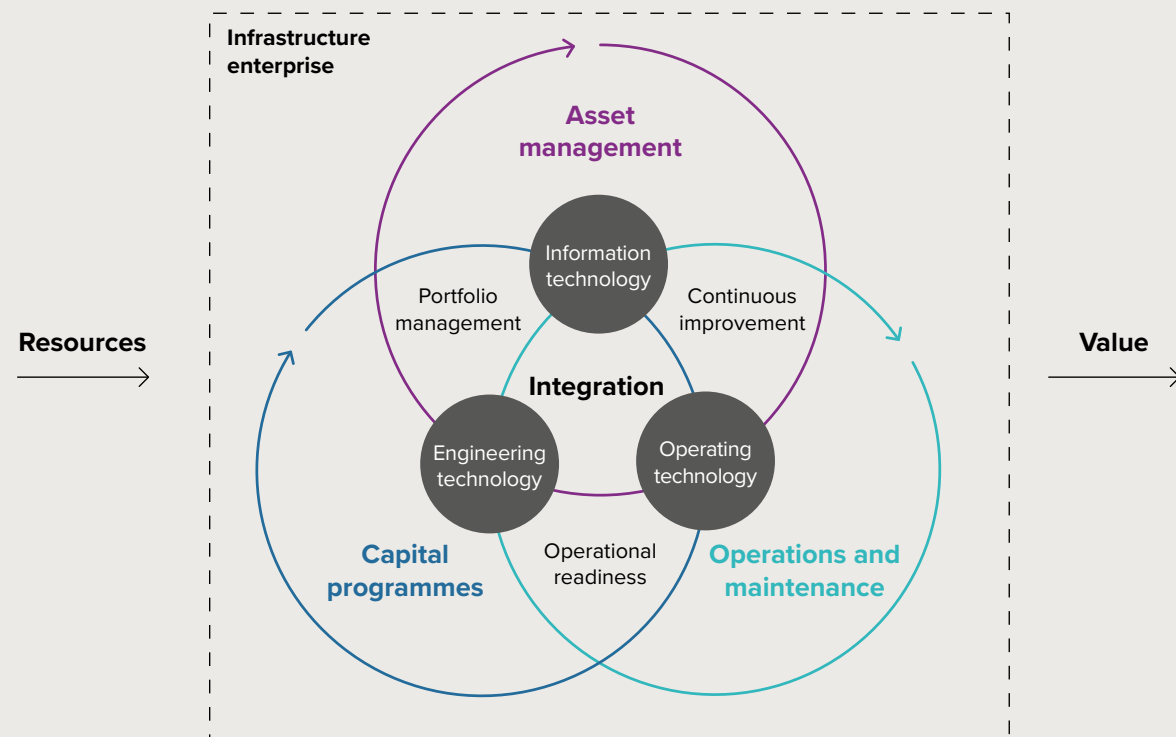 Infrastructure
enterprise
Asset
management
Information
technology
Portfolio
management
Continuous
improvement
Resources
Value
Integration
Engineering
technology
Operating
technology
Capital
programmes
Operational
readiness
Operations and
maintenance